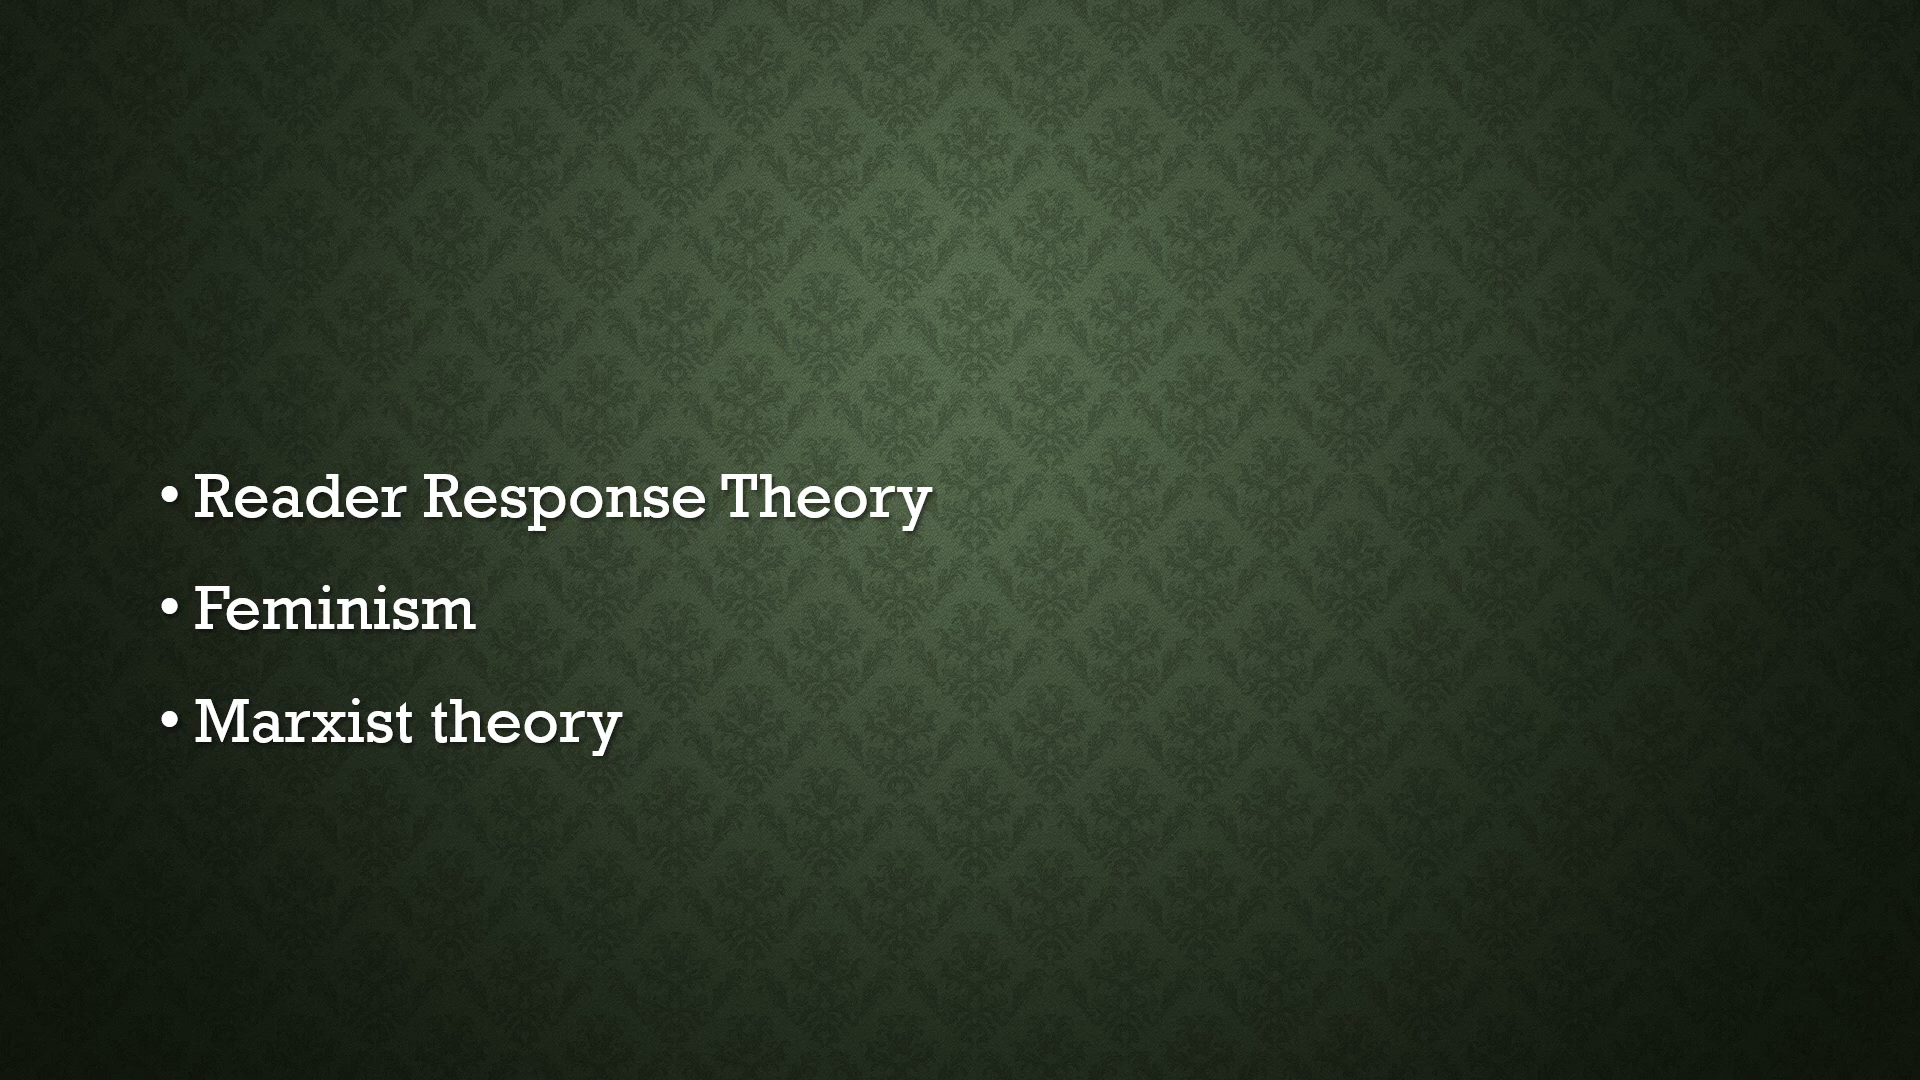 • Reader Response Theory
• Feminism
• Marxist theory